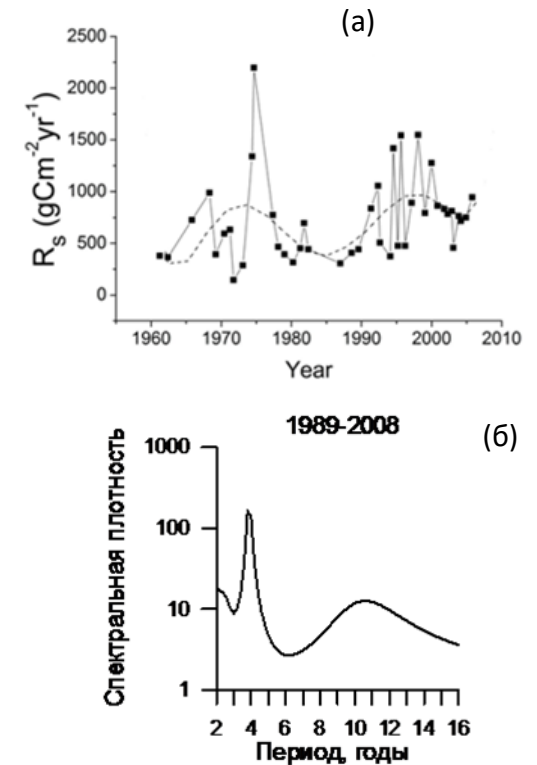 (а)
R_s (gCm⁻²yr⁻¹)
2500
2000
1500
1000
500
0
1960 1970 1980 1990 2000 2010
Year
1989-2008
(б)
Спектральная плотность
1000
100
10
1
2 4 6 8 10 12 14 16
Период, годы